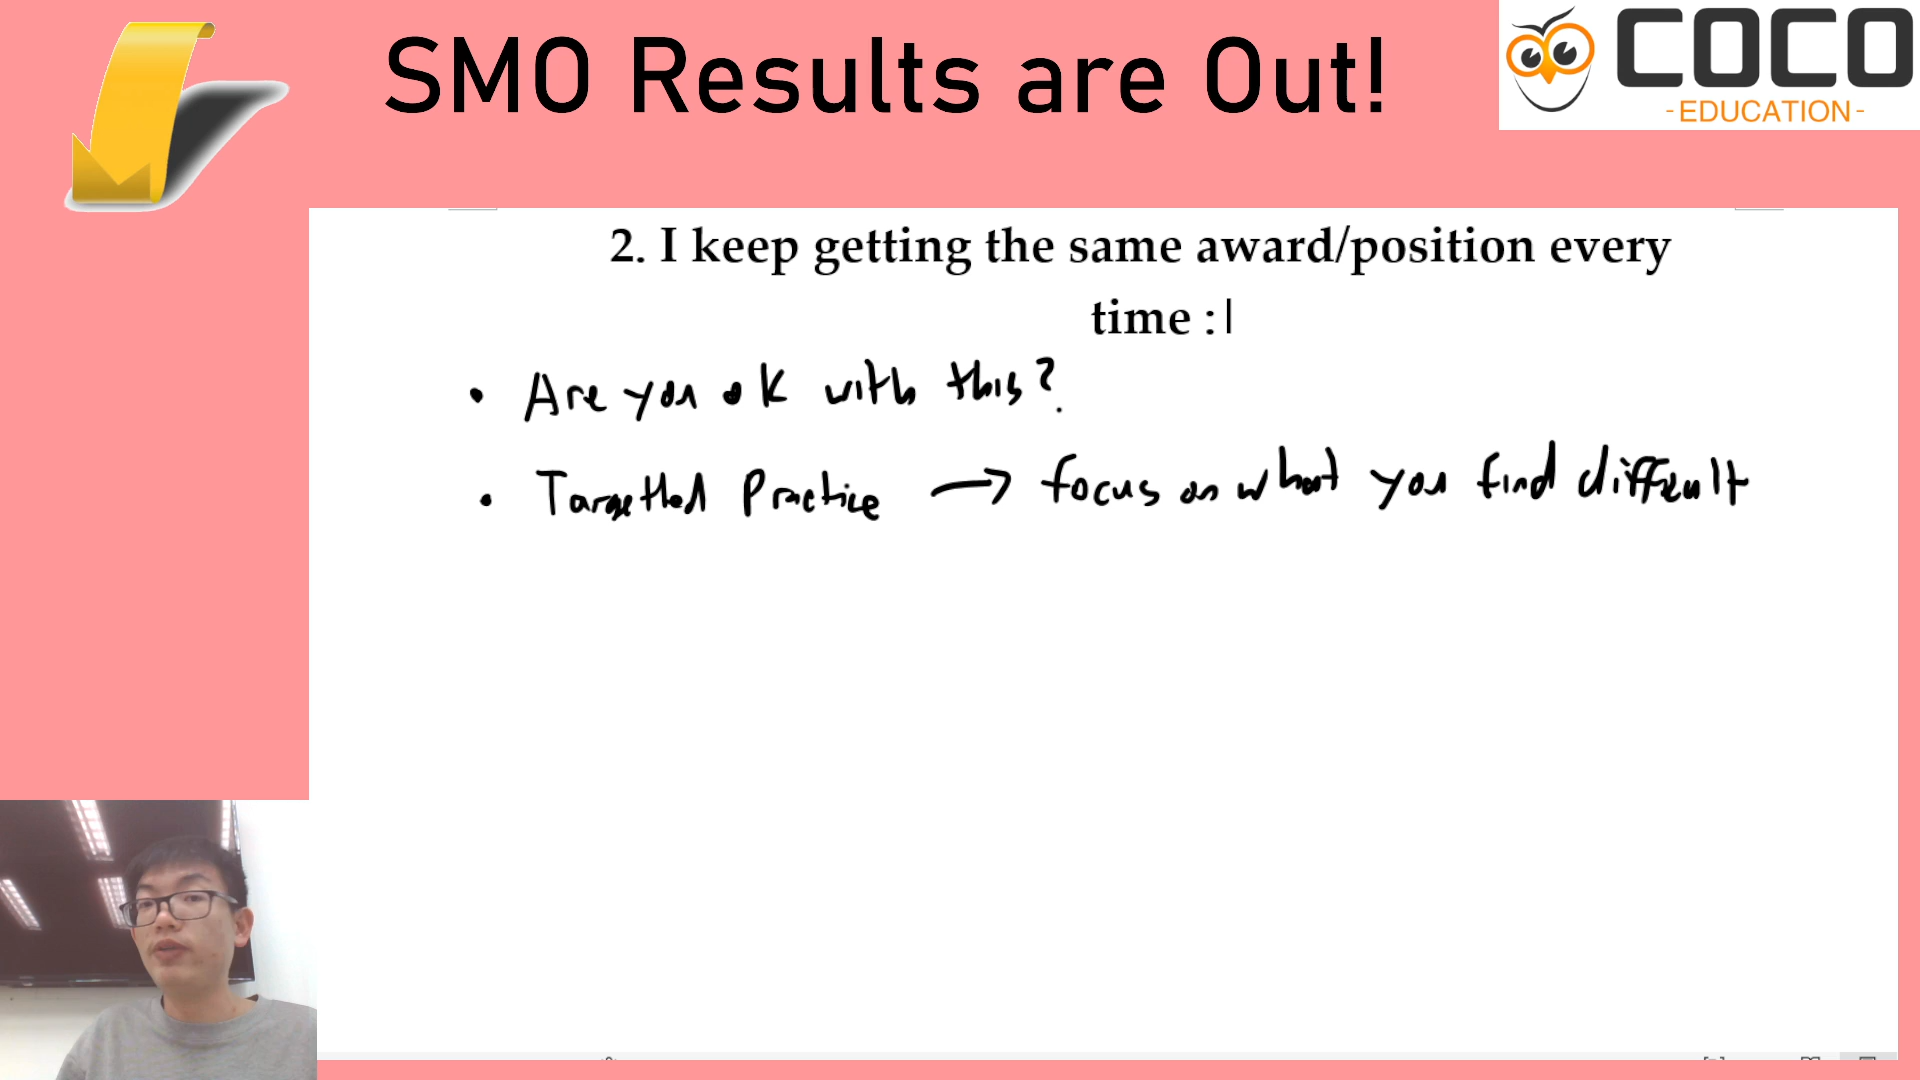 SMO Results are Out!
COCO
-EDUCATION-
2. I keep getting the same award/position every
time :|
• Are you ok with this?
• Targetted Practice → focus on what you find difficult